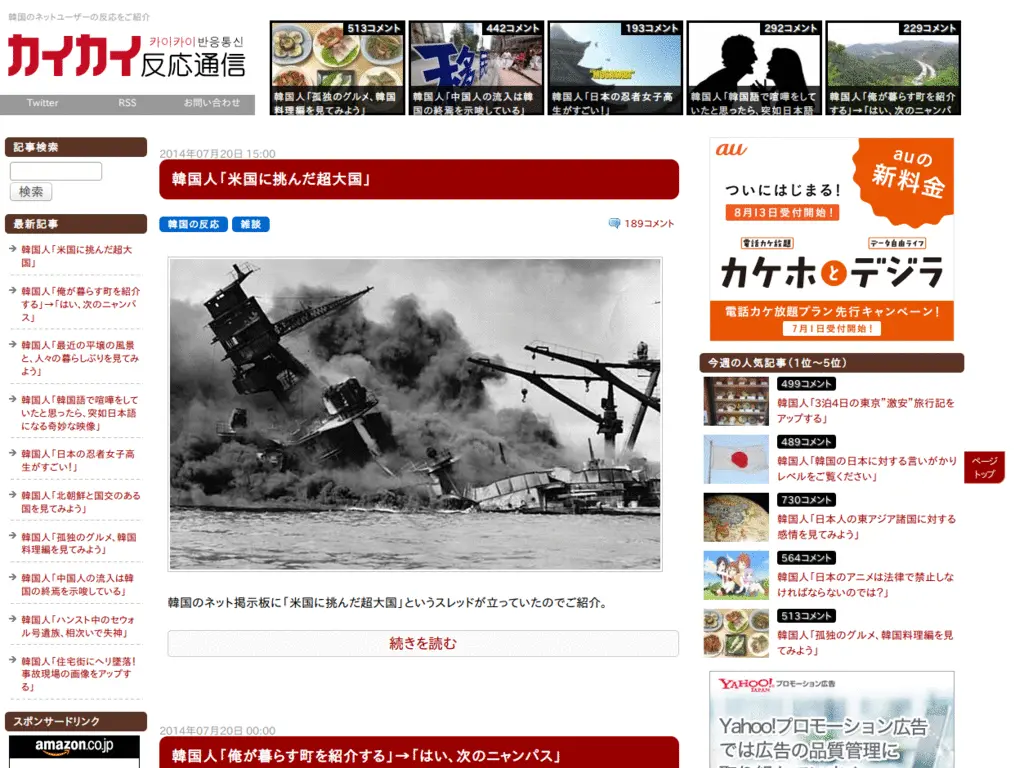 韓国のネットユーザーの反応をご紹介
カイカイ
カイカイ반응통신
反応通信
Twitter
RSS
お問い合わせ
513コメント
韓国人「孤独のグルメ、韓国
料理編を見てみよう」
442コメント
韓国人「中国人の流入は韓
国の終焉を示唆している」
193コメント
韓国人「日本の忍者女子高
生がすごい!」
292コメント
韓国人「韓国語で喧嘩をして
いたと思ったら、突如日本語
229コメント
韓国人「俺が暮らす町を紹介
する」→「はい、次のニャンパ
記事検索
検索
最新記事
韓国人「米国に挑んだ超大
国」
韓国人「俺が暮らす町を紹介
する」→「はい、次のニャンパ
ス」
韓国人「最近の平壌の風景
と、人々の暮らしぶりを見てみ
よう」
韓国人「韓国語で喧嘩をして
いたと思ったら、突如日本語
になる奇妙な映像」
韓国人「日本の忍者女子高
生がすごい!」
韓国人「北朝鮮と国交のある
国を見てみよう」
韓国人「孤独のグルメ、韓国
料理編を見てみよう」
韓国人「中国人の流入は韓
国の終焉を示唆している」
韓国人「ハンスト中のセウォ
ル号遺族、相次いで失神」
韓国人「住宅街にヘリ墜落!
事故現場の画像をアップす
る」
スポンサードリンク
amazon.co.jp
2014年07月20日 15:00
韓国人「米国に挑んだ超大国」
韓国の反応
雑談
189コメント
韓国のネット掲示板に「米国に挑んだ超大国」というスレッドが立っていたのでご紹介。
続きを読む
2014年07月20日 00:00
韓国人「俺が暮らす町を紹介する」→「はい、次のニャンパス」
au
auの
新料金
ついにはじまる!
8月13日受付開始!
電話カケ放題
データ自由ライフ
カケホとデジラ
電話カケ放題プラン 先行キャンペーン!
7月1日受付開始!
今週の人気記事(1位〜5位)
499コメント
韓国人「3泊4日の東京”激安”旅行記を
アップする」
489コメント
韓国人「韓国の日本に対する言いがかり
レベルをご覧ください」
730コメント
韓国人「日本人の東アジア諸国に対する
感情を見てみよう」
564コメント
韓国人「日本のアニメは法律で禁止しな
ければならないのでは?」
513コメント
韓国人「孤独のグルメ、韓国料理編を見
てみよう」
ページ
トップ
YAHOO! JAPAN プロモーション広告
Yahoo!プロモーション広告
では広告の品質管理に